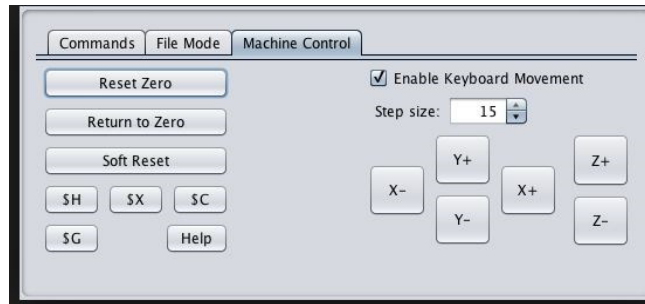 Commands File Mode Machine Control
Reset Zero
Return to Zero
Soft Reset
$H $X $C
$G Help
Enable Keyboard Movement
Step size: 15
Y+
X- X+
Y-
Z+
Z-